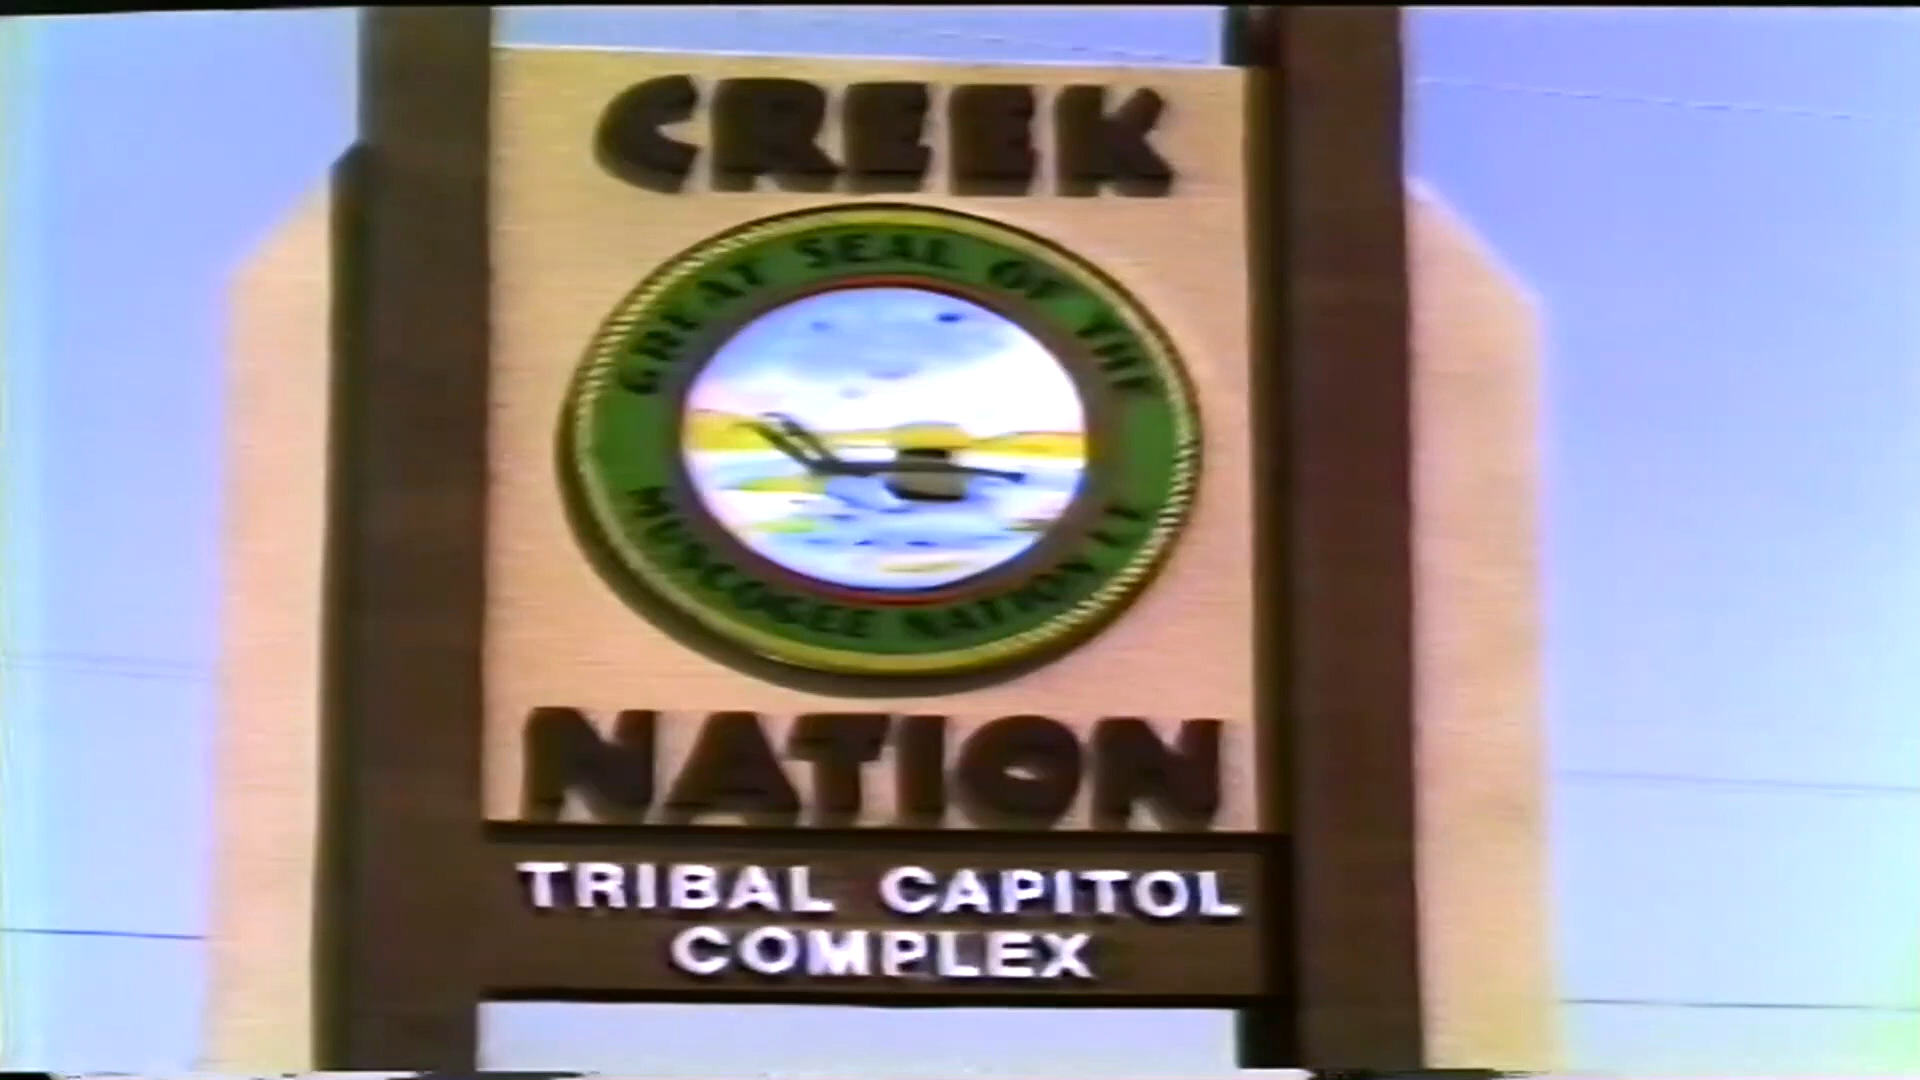 CREEK
GREAT SEAL OF THE
MUSCOGEE NATION I.T.
NATION
TRIBAL CAPITOL
COMPLEX